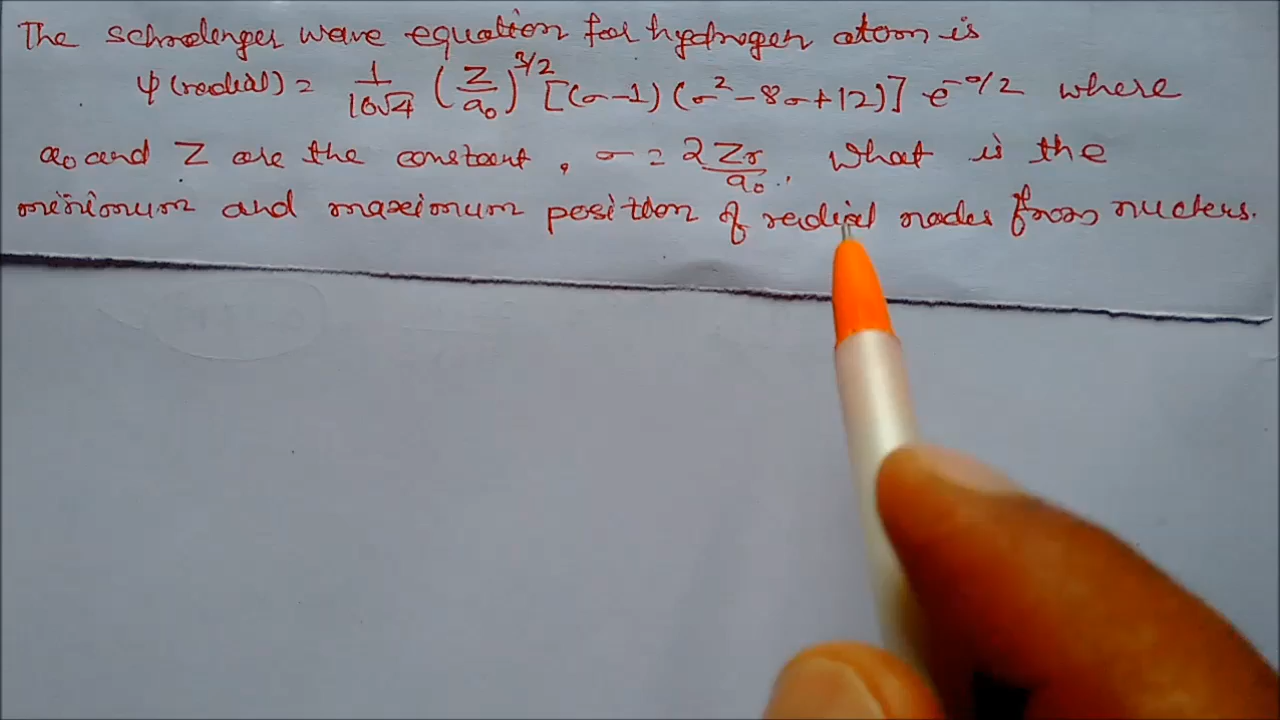 The schrodenger wave equation for hydrogen atom is
ψ (radial) = 1/16√4 (Z/a₀)^3/2 [(σ-1) (σ² - 8σ + 12)] e^-σ/2 where
a₀ and Z are the constant, σ = 2Zr/a₀. What is the
minimum and maximum position of radial nodes from nucleus.